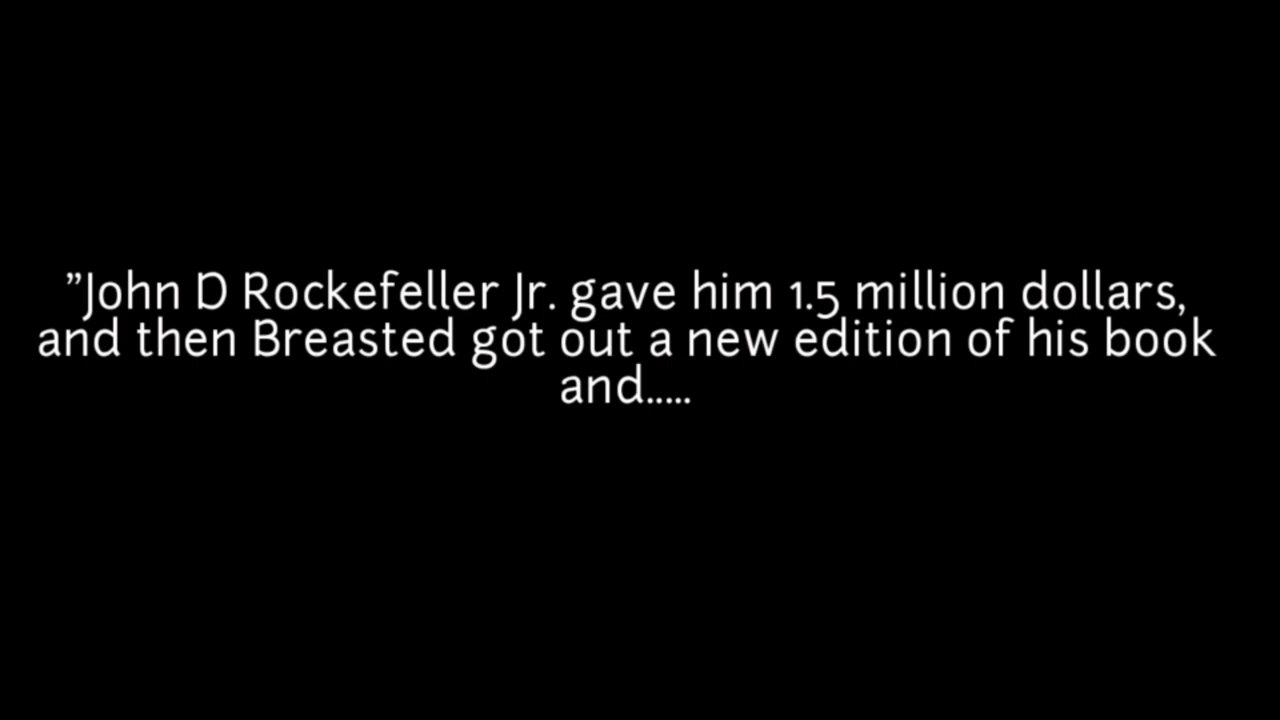 ”John D Rockefeller Jr. gave him 1.5 million dollars,
and then Breasted got out a new edition of his book
and.....